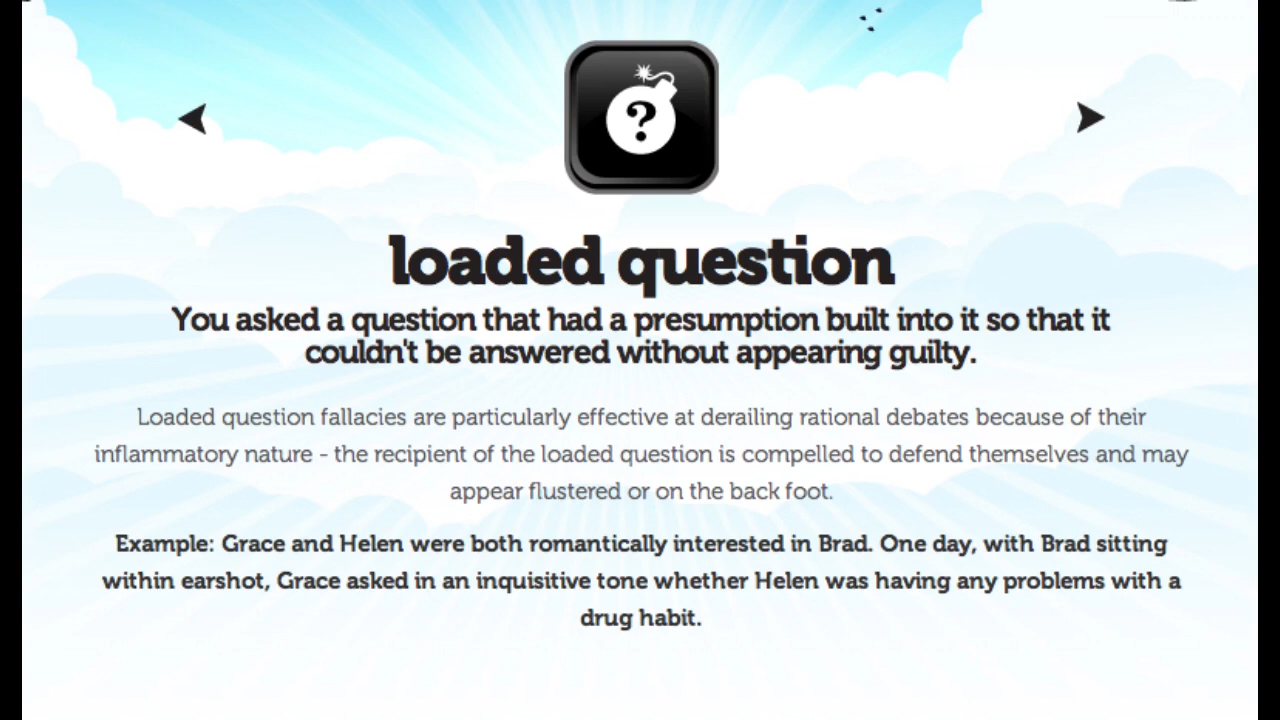 ?
loaded question
You asked a question that had a presumption built into it so that it
couldn't be answered without appearing guilty.
Loaded question fallacies are particularly effective at derailing rational debates because of their
inflammatory nature - the recipient of the loaded question is compelled to defend themselves and may
appear flustered or on the back foot.
Example: Grace and Helen were both romantically interested in Brad. One day, with Brad sitting
within earshot, Grace asked in an inquisitive tone whether Helen was having any problems with a
drug habit.